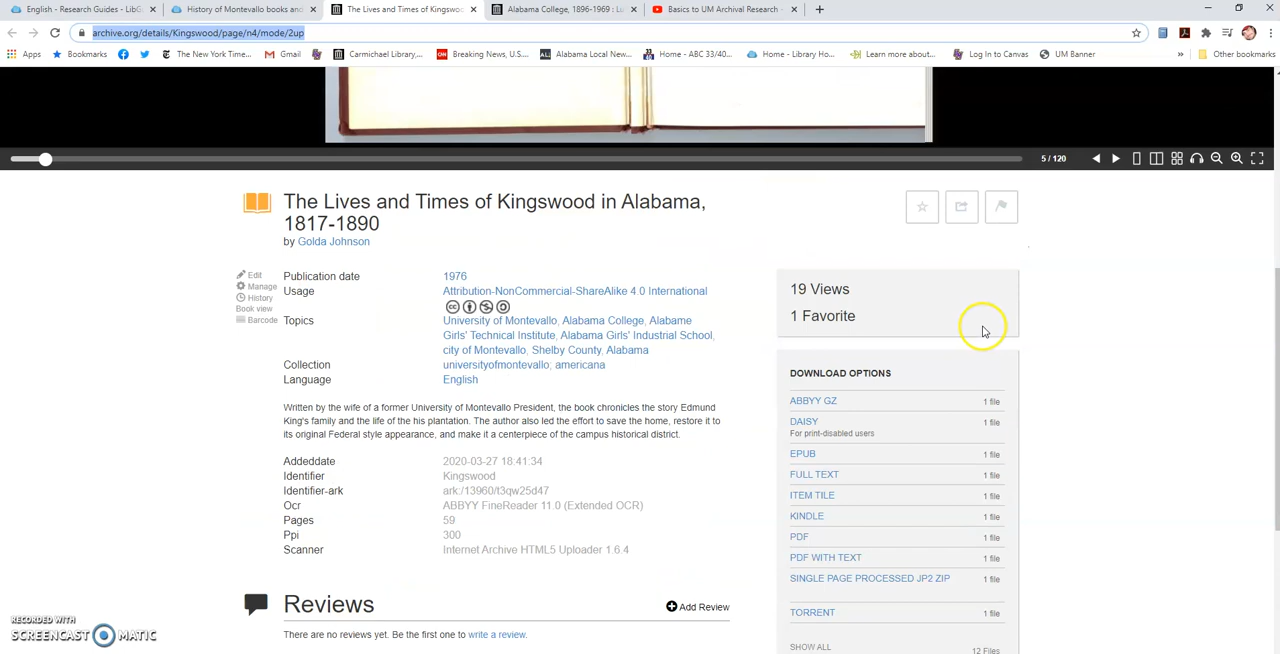 English - Research Guides - LibG
History of Montevallo books and
The Lives and Times of Kingswoo
Alabama College, 1896-1969 : Lu
Basics to UM Archival Research -
archive.org/details/Kingswood/page/n4/mode/2up
Apps
Bookmarks
The New York Time...
Gmail
Carmichael Library,...
Breaking News, U.S....
Alabama Local New...
Home - ABC 33/40...
Home - Library Ho...
Learn more about...
Log In to Canvas
UM Banner
»
Other bookmarks
5 / 120
The Lives and Times of Kingswood in Alabama,
1817-1890
by Golda Johnson
Edit
Manage
History
Book view
Barcode
Publication date 1976
Usage Attribution-NonCommercial-ShareAlike 4.0 International
Topics University of Montevallo, Alabama College, Alabame
Girls' Technical Institute, Alabama Girls' Industrial School,
city of Montevallo, Shelby County, Alabama
Collection universityofmontevallo; americana
Language English
Written by the wife of a former University of Montevallo President, the book chronicles the story Edmund
King's family and the life of the his plantation. The author also led the effort to save the home, restore it to
its original Federal style appearance, and make it a centerpiece of the campus historical district.
Addeddate 2020-03-27 18:41:34
Identifier Kingswood
Identifier-ark ark:/13960/t3qw25d47
Ocr ABBYY FineReader 11.0 (Extended OCR)
Pages 59
Ppi 300
Scanner Internet Archive HTML5 Uploader 1.6.4
Reviews
Add Review
There are no reviews yet. Be the first one to write a review.
19 Views
1 Favorite
DOWNLOAD OPTIONS
ABBYY GZ 1 file
DAISY 1 file
For print-disabled users
EPUB 1 file
FULL TEXT 1 file
ITEM TILE 1 file
KINDLE 1 file
PDF 1 file
PDF WITH TEXT 1 file
SINGLE PAGE PROCESSED JP2 ZIP 1 file
TORRENT 1 file
SHOW ALL 12 Files
RECORDED WITH
SCREENCAST MATIC